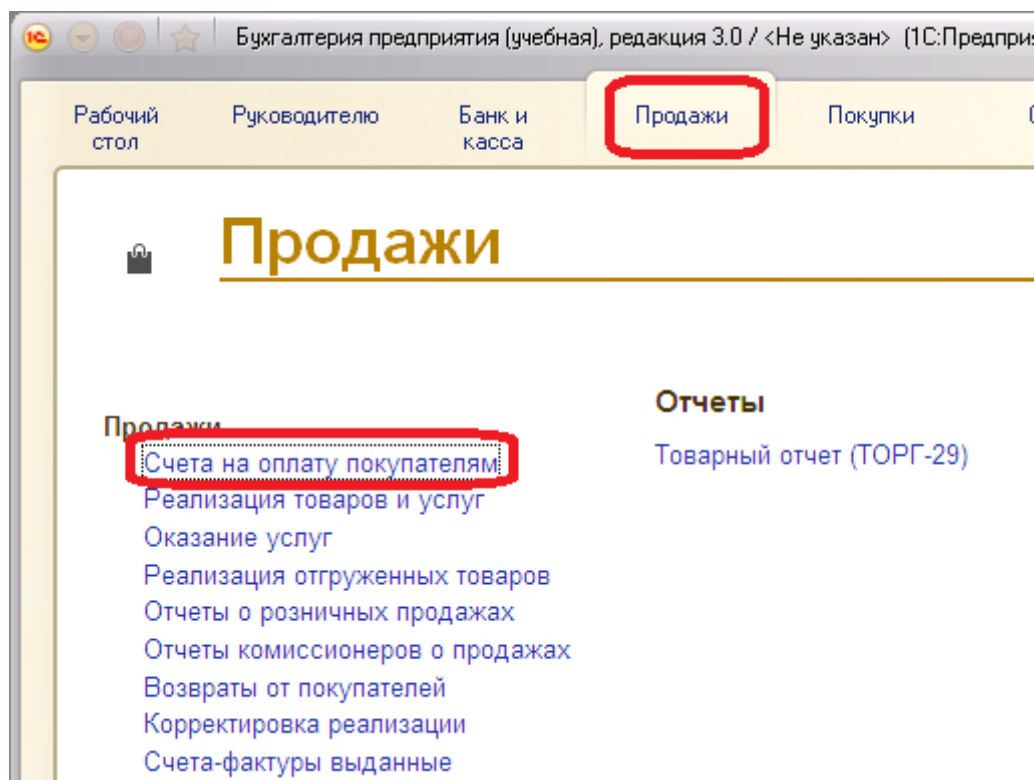 1С Бухгалтерия предприятия (учебная), редакция 3.0 / <Не указан> (1С:Предприя
Рабочий стол
Руководителю
Банк и касса
Продажи
Покупки
Продажи
Продажи
Счета на оплату покупателям
Реализация товаров и услуг
Оказание услуг
Реализация отгруженных товаров
Отчеты о розничных продажах
Отчеты комиссионеров о продажах
Возвраты от покупателей
Корректировка реализации
Счета-фактуры выданные
Отчеты
Товарный отчет (ТОРГ-29)